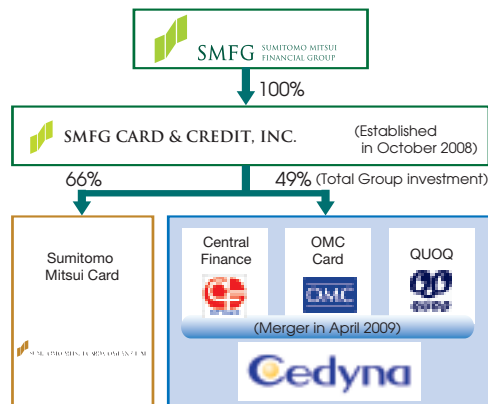 SMFG SUMITOMO MITSUI
FINANCIAL GROUP
100%
SMFG CARD & CREDIT, INC.
(Established
in October 2008)
66%
49% (Total Group investment)
Sumitomo
Mitsui Card
Central
Finance
OMC
Card
OMC
QUOQ
(Merger in April 2009)
Cedyna